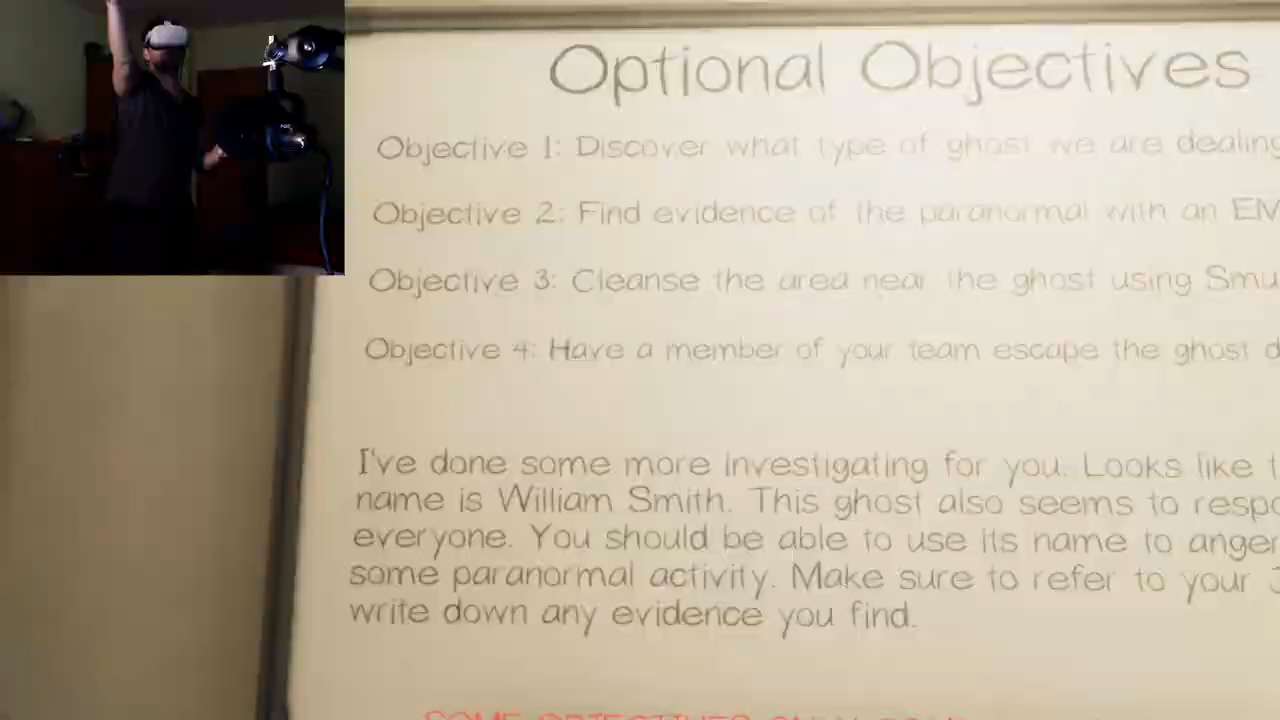 Optional Objectives
Objective 1: Discover what type of ghost we are dealing
Objective 2: Find evidence of the paranormal with an
Objective 3: Cleanse the area near the ghost using
Objective 4: Have a member of your team escape the ghost
I've done some more investigating for you. Looks like
name is William Smith. This ghost also seems to
everyone. You should be able to use its name to anger
some paranormal activity. Make sure to refer to your
write down any evidence you find.